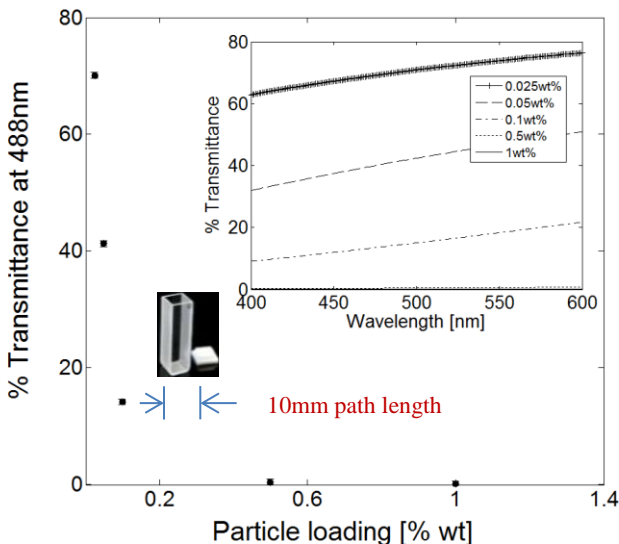 80
60
40
20
0
% Transmittance at 488nm
0.2
0.6
1
1.4
Particle loading [% wt]
80
60
40
20
0
% Transmittance
400
450
500
550
600
Wavelength [nm]
0.025wt%
0.05wt%
0.1wt%
0.5wt%
1wt%
10mm path length